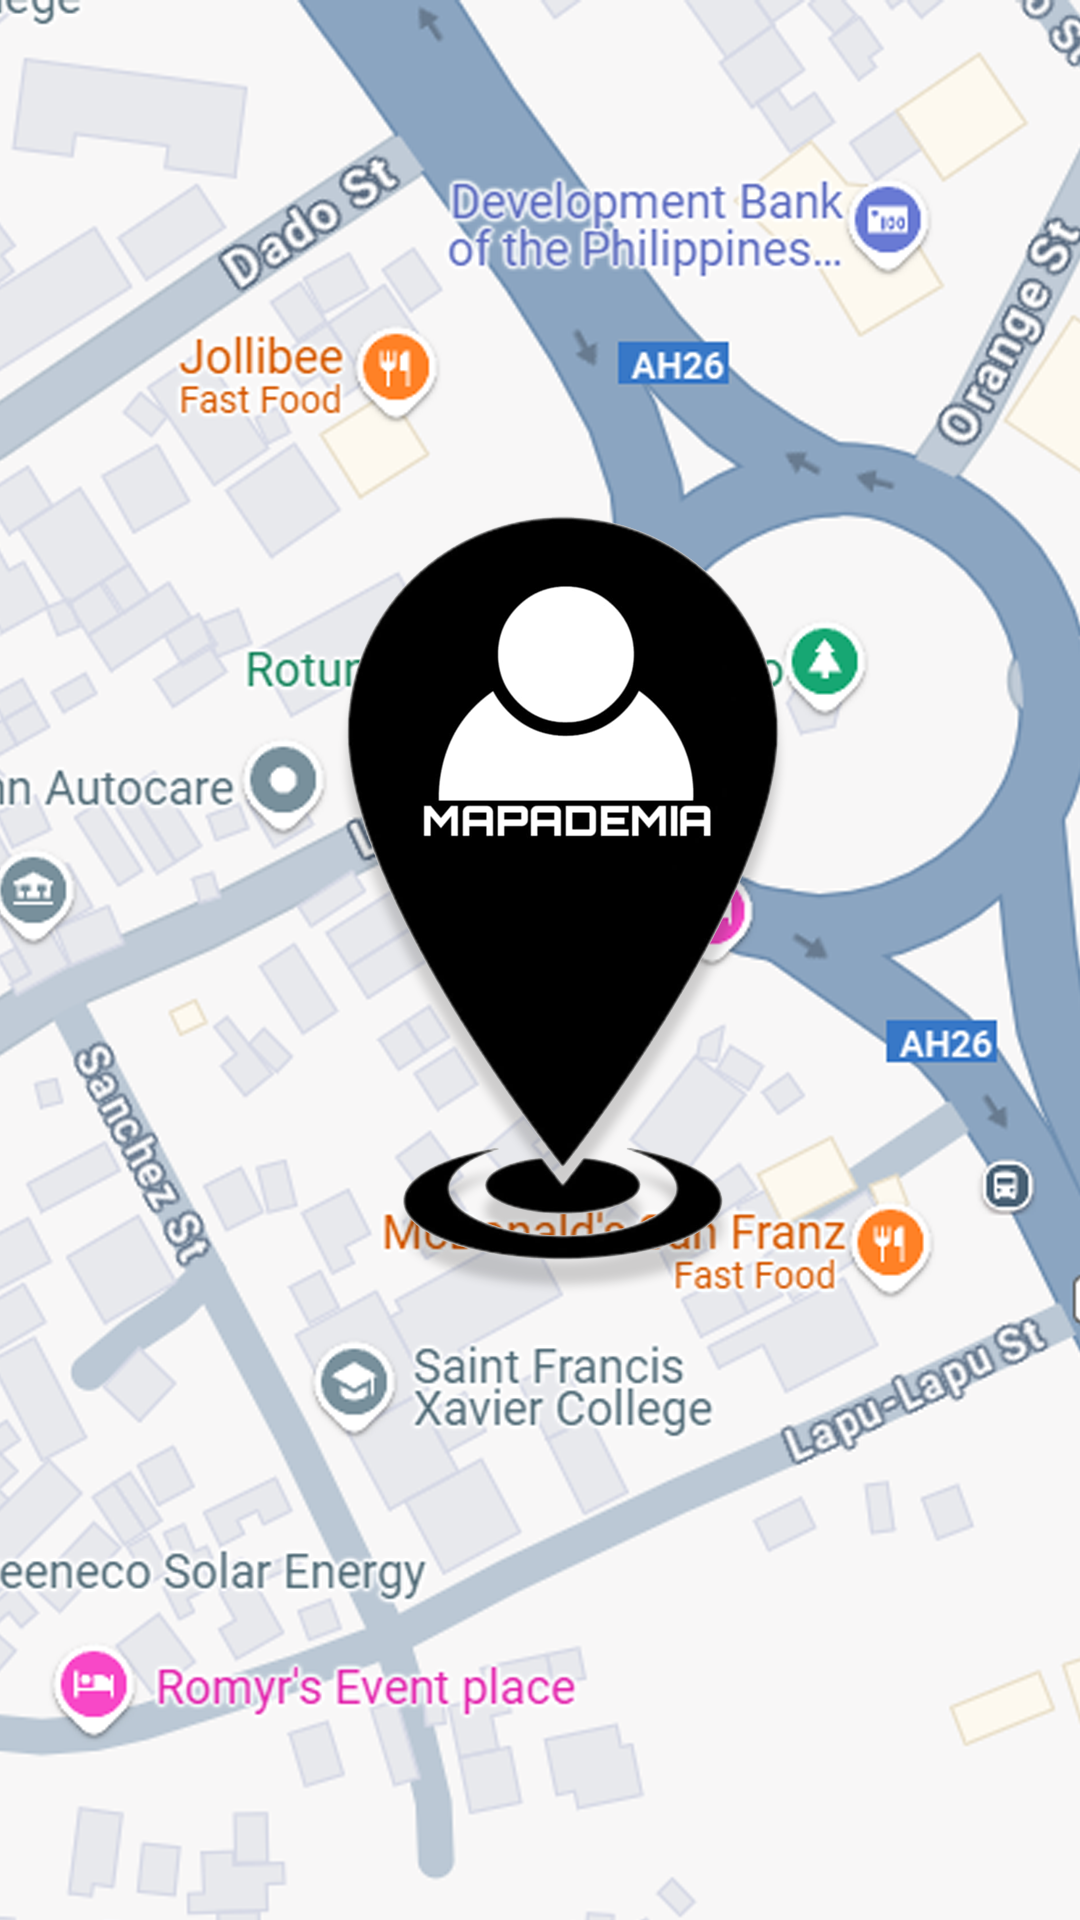 Dado St
Development Bank
of the Philippines...
Orange St
Jollibee
Fast Food
AH26
MAPADEMIA
Autocare
AH26
Sanchez St
Franz
Fast Food
Saint Francis
Xavier College
Lapu-Lapu St
Solar Energy
Romyr's Event place